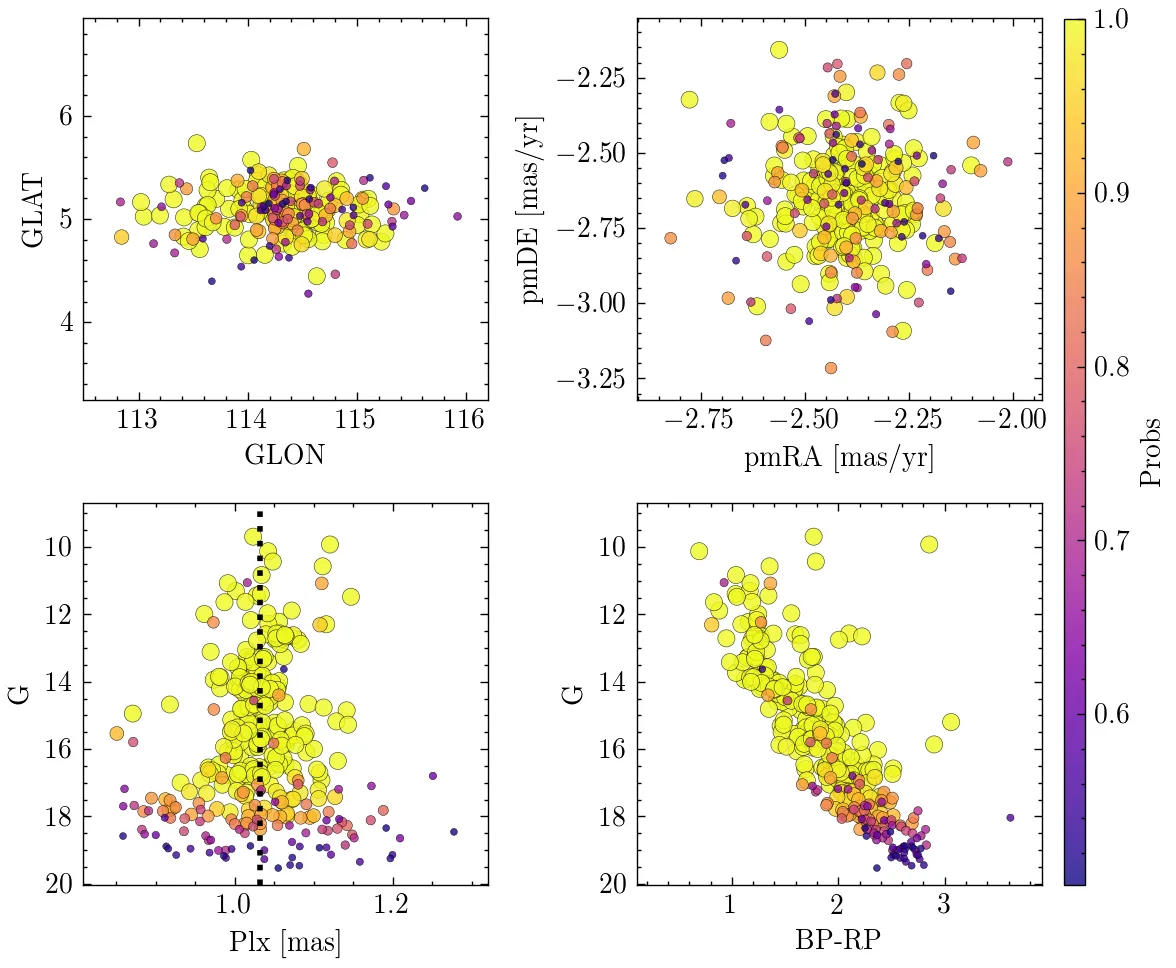 6
5
4
GLAT
113 114 115 116
GLON
−2.25
−2.50
−2.75
−3.00
−3.25
pmDE [mas/yr]
−2.75 −2.50 −2.25 −2.00
pmRA [mas/yr]
1.0
0.9
0.8
0.7
0.6
Probs
10
12
14
16
18
20
G
1.0 1.2
Plx [mas]
10
12
14
16
18
20
G
1 2 3
BP-RP